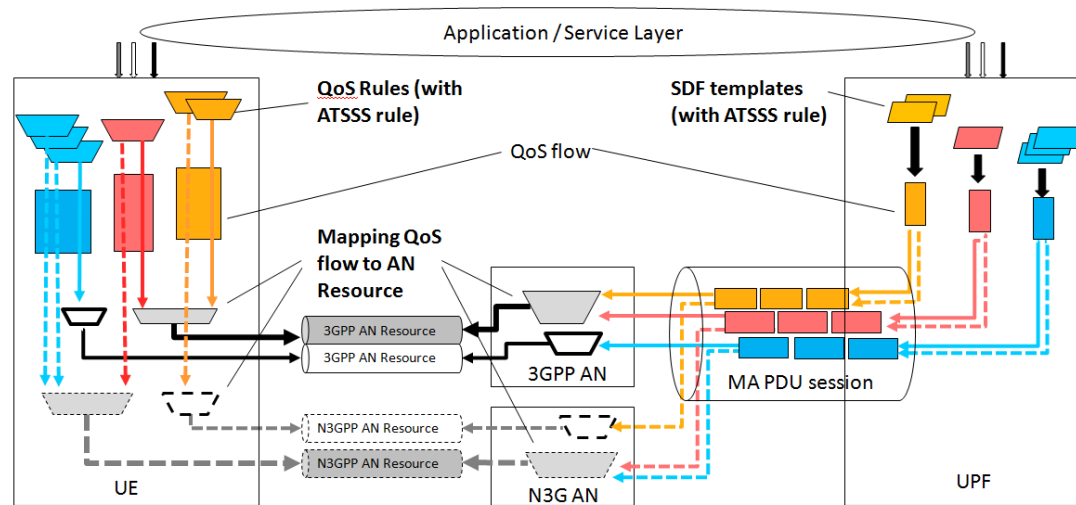 Application / Service Layer
QoS Rules (with
ATSSS rule)
SDF templates
(with ATSSS rule)
QoS flow
Mapping QoS
flow to AN
Resource
3GPP AN Resource
3GPP AN Resource
3GPP AN
MA PDU session
N3GPP AN Resource
N3GPP AN Resource
UE
N3G AN
UPF